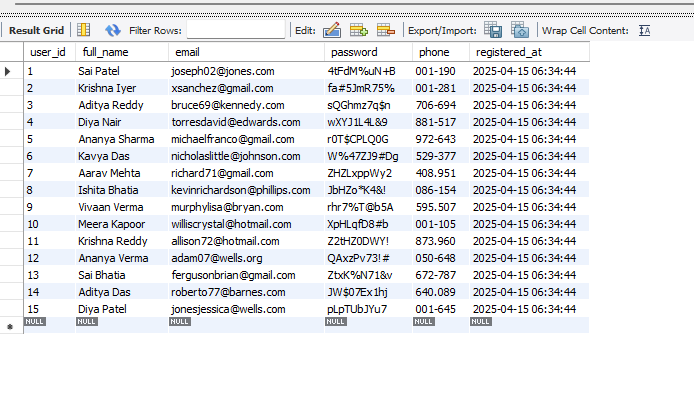 Result Grid Filter Rows: Edit: Export/Import: Wrap Cell Content: IA
user_id full_name email password phone registered_at
1 Sai Patel joseph02@jones.com 4tFdM%uN+B 001-190 2025-04-15 06:34:44
2 Krishna Iyer xsanchez@gmail.com fa#5JmR75% 001-281 2025-04-15 06:34:44
3 Aditya Reddy bruce69@kennedy.com sQGhmz7q$n 706-694 2025-04-15 06:34:44
4 Diya Nair torresdavid@edwards.com wXYJ1L4L&9 881-517 2025-04-15 06:34:44
5 Ananya Sharma michaelfranco@gmail.com r0T$CPLQ0G 972-643 2025-04-15 06:34:44
6 Kavya Das nicholaslittle@johnson.com W%47ZJ9#Dg 529-377 2025-04-15 06:34:44
7 Aarav Mehta richard71@gmail.com ZHZLxppWy2 408.951 2025-04-15 06:34:44
8 Ishita Bhatia kevinrichardson@phillips.com JbHZo*K4&! 086-154 2025-04-15 06:34:44
9 Vivaan Verma murphylisa@bryan.com rhr7%T@b5A 595.507 2025-04-15 06:34:44
10 Meera Kapoor williscrystal@hotmail.com XpHLqfD8#b 001-105 2025-04-15 06:34:44
11 Krishna Reddy allison72@hotmail.com Z2tHZ0DWY! 873.960 2025-04-15 06:34:44
12 Ananya Verma adam07@wells.org QAxzPv73!# 050-648 2025-04-15 06:34:44
13 Sai Bhatia fergusonbrian@gmail.com ZtxK%N71&v 672-787 2025-04-15 06:34:44
14 Aditya Das roberto77@barnes.com JW$07Ex1hj 640.089 2025-04-15 06:34:44
15 Diya Patel jonesjessica@wells.com pLpTUbJYu7 001-645 2025-04-15 06:34:44
NULL NULL NULL NULL NULL NULL